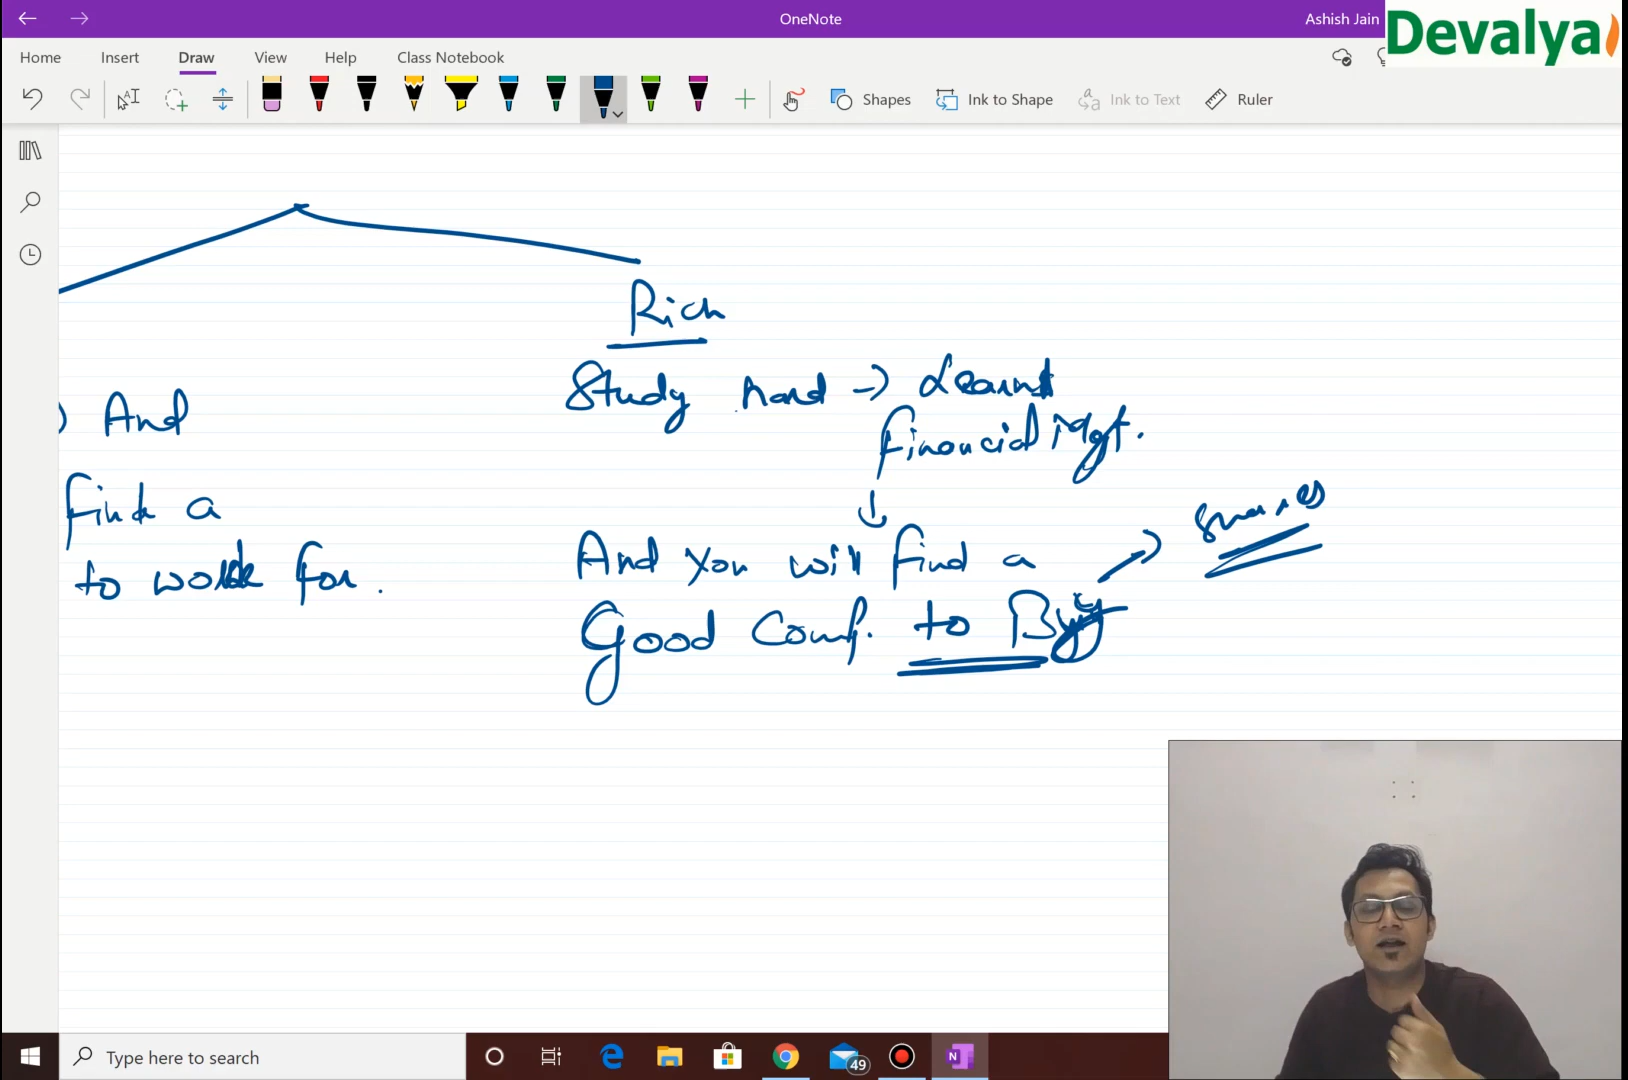 OneNote
Ashish Jain
Devalya
Home Insert Draw View Help Class Notebook
Shapes Ink to Shape Ink to Text Ruler
Rich
Study hard → Learn
Financial Mgt.
) And
find a
to work for.
↓
And you will find a
Good Comp. to Buy
→ shares
Type here to search
49
N